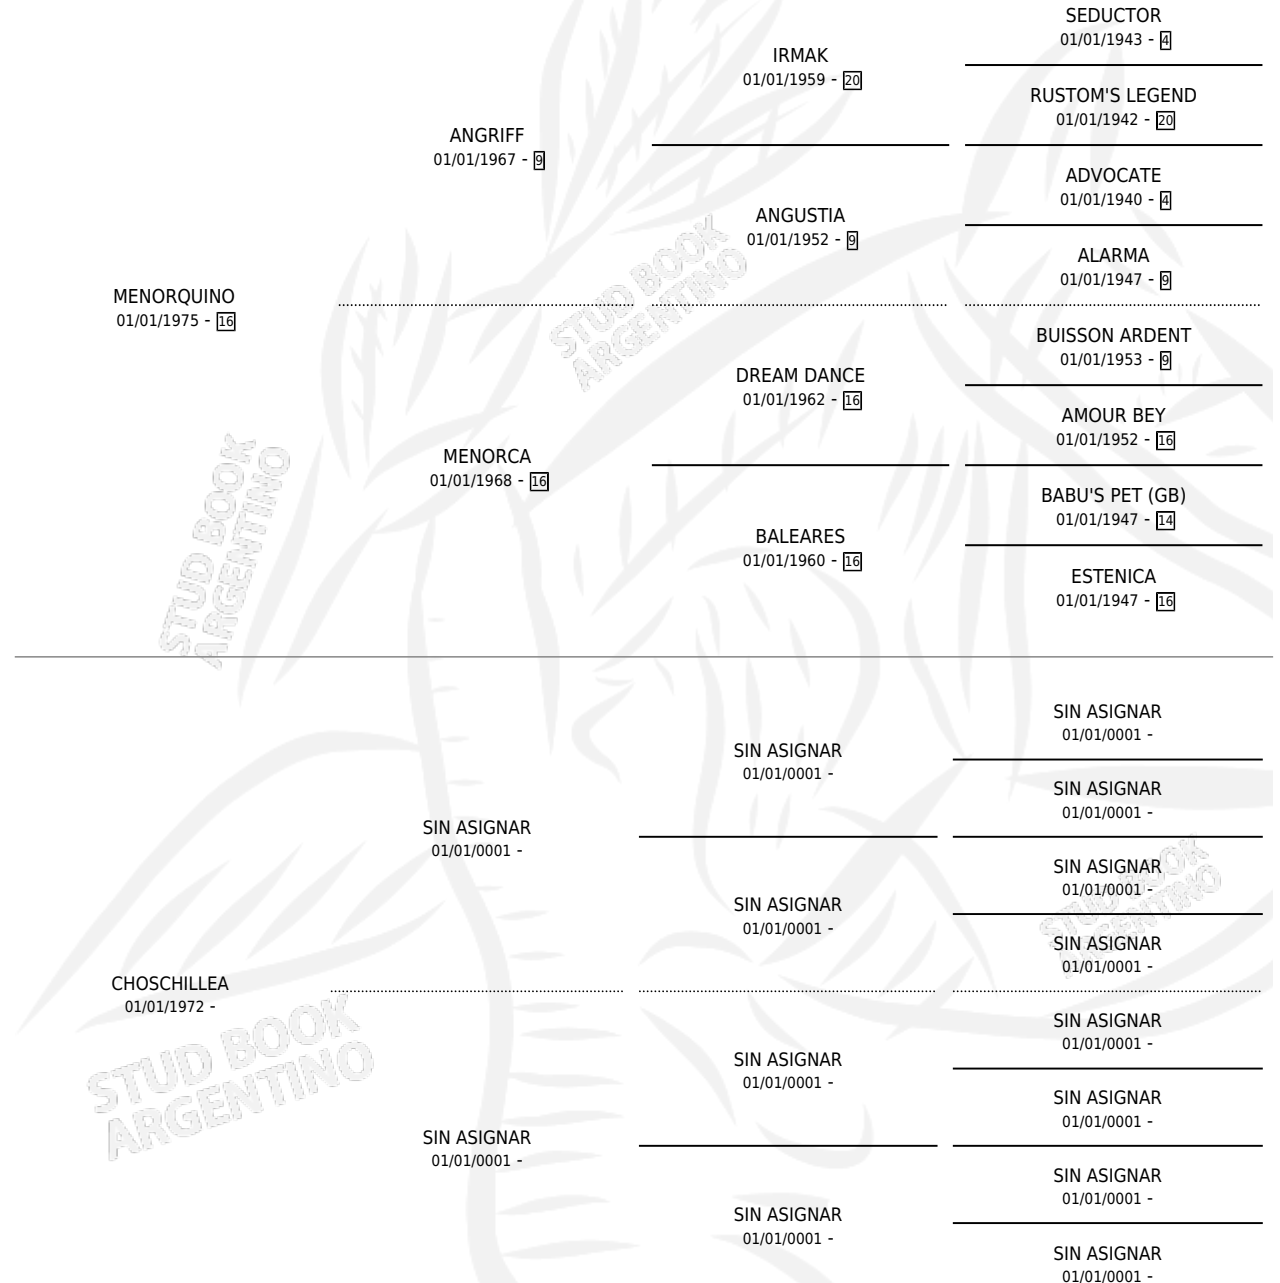 SEDUCTOR
01/01/1943 - 4
IRMAK
01/01/1959 - 20
RUSTOM'S LEGEND
01/01/1942 - 20
ANGRIFF
01/01/1967 - 9
ADVOCATE
01/01/1940 - 4
ANGUSTIA
01/01/1952 - 9
ALARMA
01/01/1947 - 9
MENORQUINO
01/01/1975 - 16
BUISSON ARDENT
01/01/1953 - 9
DREAM DANCE
01/01/1962 - 16
AMOUR BEY
01/01/1952 - 16
MENORCA
01/01/1968 - 16
BABU'S PET (GB)
01/01/1947 - 14
BALEARES
01/01/1960 - 16
ESTENICA
01/01/1947 - 16
STUD BOOK
ARGENTINO
STUD BOOK
ARGENTINO
SIN ASIGNAR
01/01/0001 -
SIN ASIGNAR
01/01/0001 -
SIN ASIGNAR
01/01/0001 -
SIN ASIGNAR
01/01/0001 -
SIN ASIGNAR
01/01/0001 -
SIN ASIGNAR
01/01/0001 -
SIN ASIGNAR
01/01/0001 -
CHOSCHILLEA
01/01/1972 -
SIN ASIGNAR
01/01/0001 -
SIN ASIGNAR
01/01/0001 -
SIN ASIGNAR
01/01/0001 -
SIN ASIGNAR
01/01/0001 -
SIN ASIGNAR
01/01/0001 -
SIN ASIGNAR
01/01/0001 -
SIN ASIGNAR
01/01/0001 -
STUD BOOK
ARGENTINO
STUD BOOK
ARGENTINO